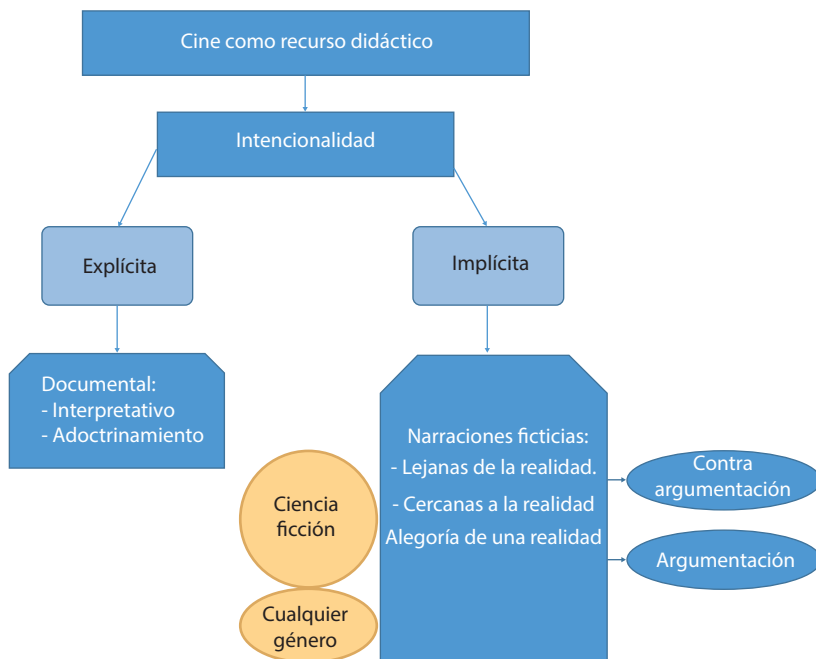 Cine como recurso didáctico
Intencionalidad
Explícita
Implícita
Documental:
- Interpretativo
- Adoctrinamiento
Narraciones ficticias:
- Lejanas de la realidad.
- Cercanas a la realidad
Alegoría de una realidad
Ciencia
ficción
Cualquier
género
Contra
argumentación
Argumentación